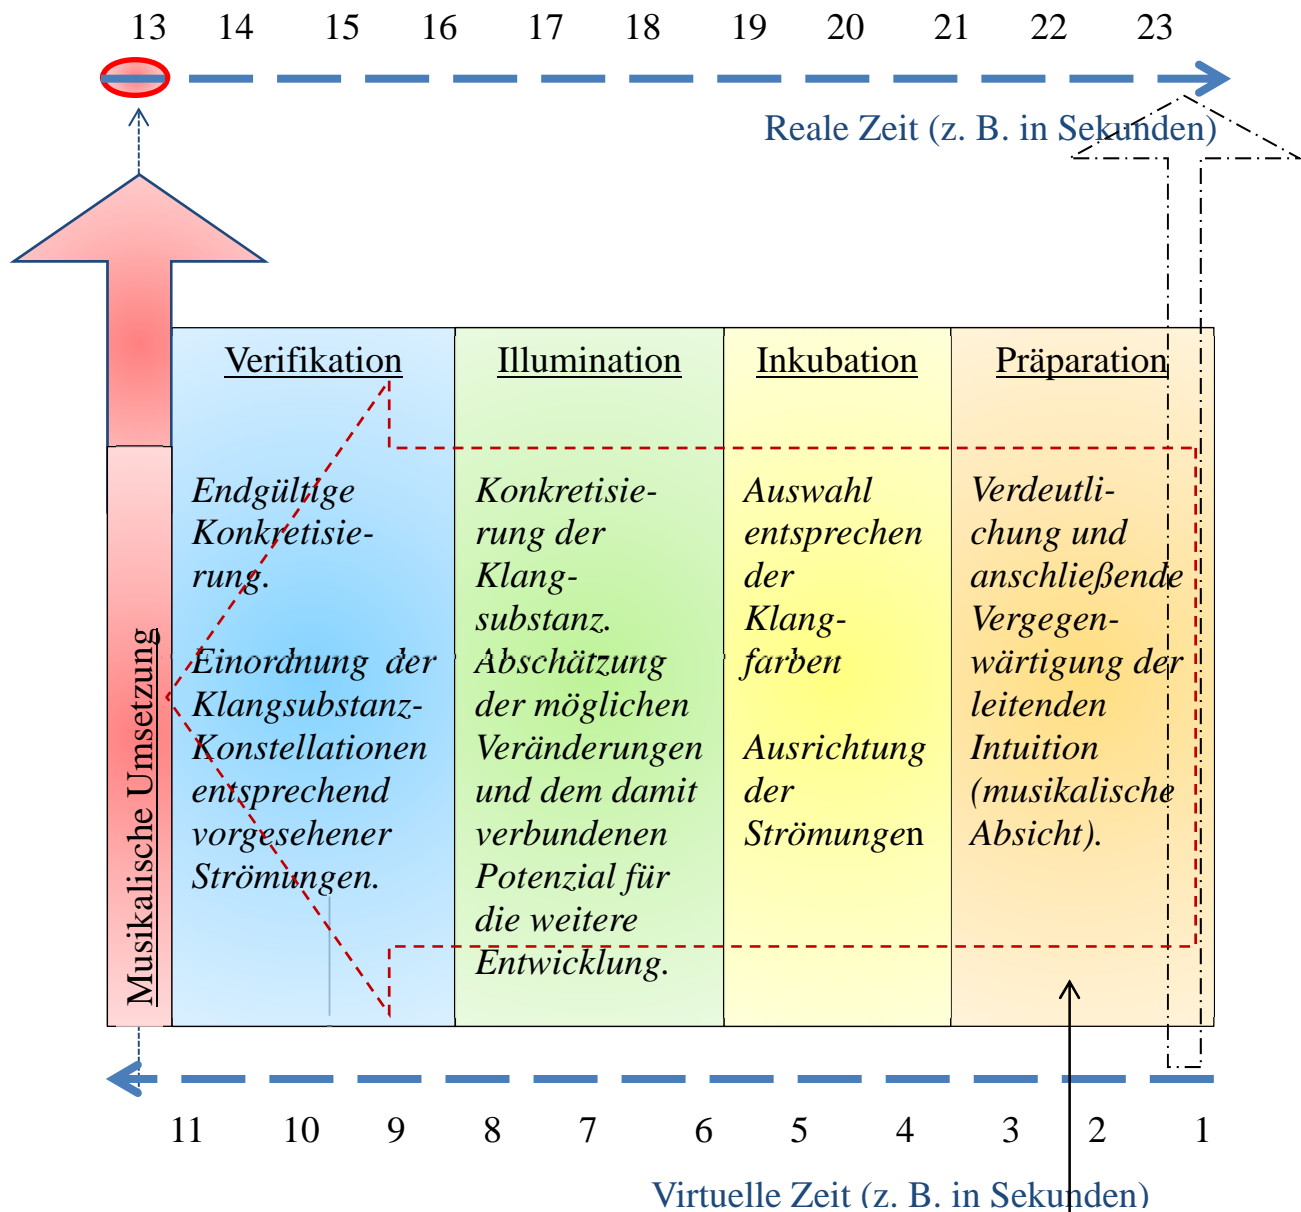 13 14 15 16 17 18 19 20 21 22 23
Reale Zeit (z. B. in Sekunden)
Musikalische Umsetzung
Verifikation
Endgültige
Konkretisie-
rung.
Einordnung der
Klangsubstanz-
Konstellationen
entsprechend
vorgesehener
Strömungen.
Illumination
Konkretisie-
rung der
Klang-
substanz.
Abschätzung
der möglichen
Veränderungen
und dem damit
verbundenen
Potenzial für
die weitere
Entwicklung.
Inkubation
Auswahl
entsprechen
der
Klang-
farben
Ausrichtung
der
Strömungen
Präparation
Verdeutli-
chung und
anschließende
Vergegen-
wärtigung der
leitenden
Intuition
(musikalische
Absicht).
11 10 9 8 7 6 5 4 3 2 1
Virtuelle Zeit (z. B. in Sekunden)